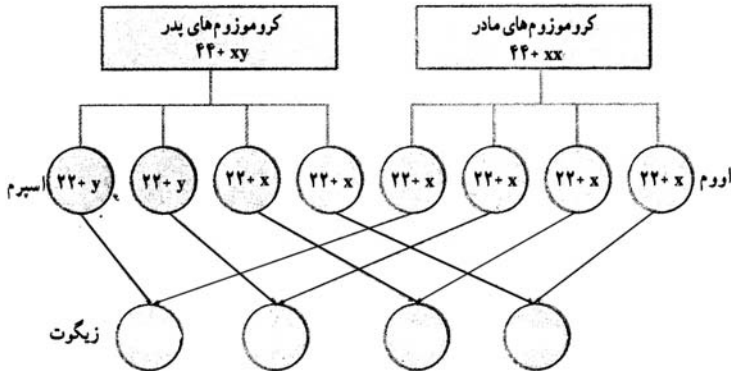 کروموزوم‌های پدر
۴۴+ xy
کروموزوم‌های مادر
۴۴+ xx
اسپرم
۲۲+ y
۲۲+ y
۲۲+ x
۲۲+ x
۲۲+ x
۲۲+ x
۲۲+ x
۲۲+ x
اووم
زیگوت